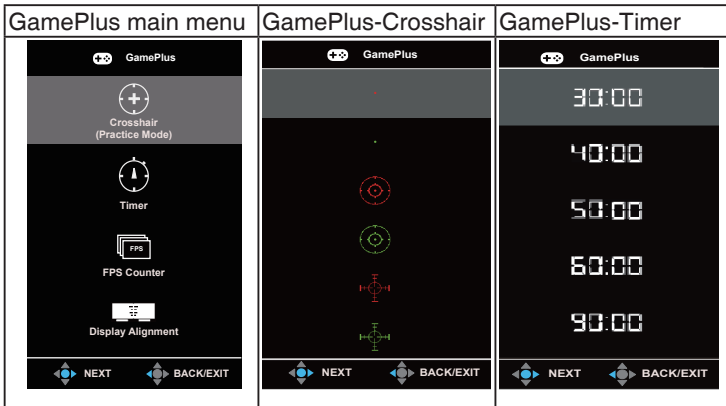 GamePlus main menu
GamePlus
Crosshair
(Practice Mode)
Timer
FPS
FPS Counter
Display Alignment
NEXT BACK/EXIT
GamePlus-Crosshair
GamePlus
NEXT BACK/EXIT
GamePlus-Timer
GamePlus
30:00
40:00
50:00
60:00
90:00
NEXT BACK/EXIT